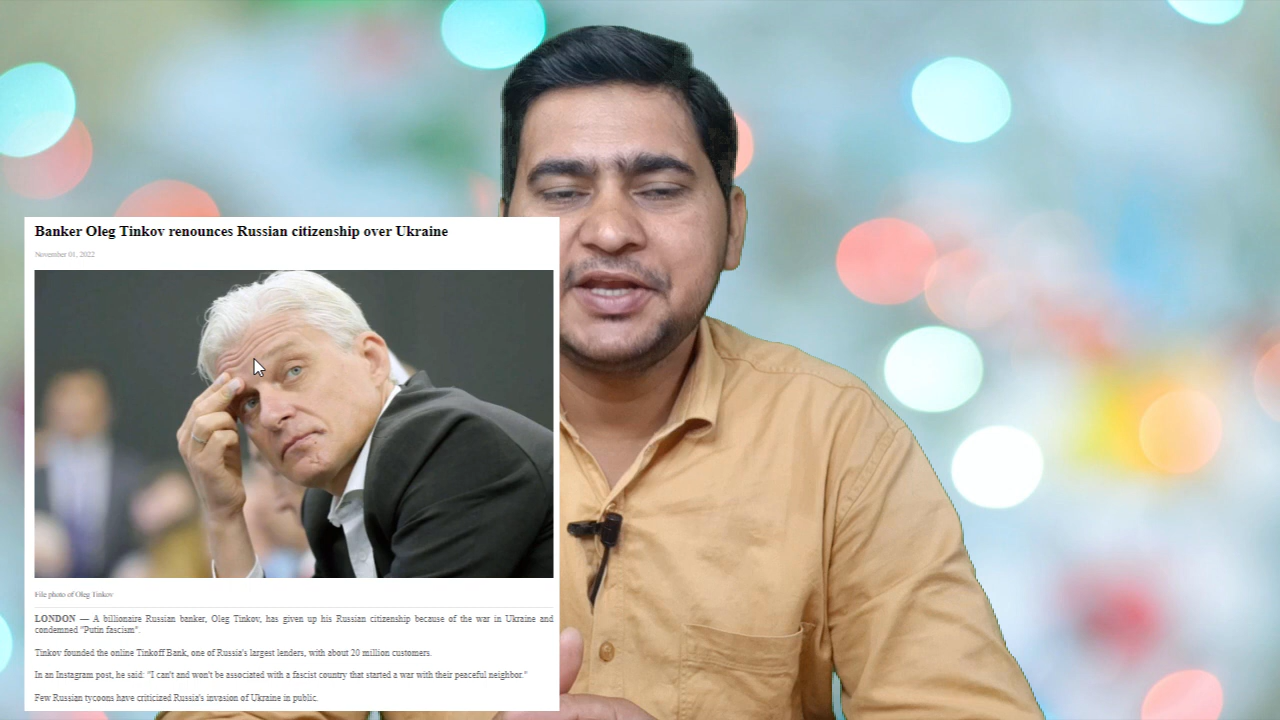 Banker Oleg Tinkov renounces Russian citizenship over Ukraine
November 01, 2022
File photo of Oleg Tinkov
LONDON — A billionaire Russian banker, Oleg Tinkov, has given up his Russian citizenship because of the war in Ukraine and
condemned "Putin fascism".
Tinkov founded the online Tinkoff Bank, one of Russia's largest lenders, with about 20 million customers.
In an Instagram post, he said: "I can't and won't be associated with a fascist country that started a war with their peaceful neighbor."
Few Russian tycoons have criticized Russia's invasion of Ukraine in public.